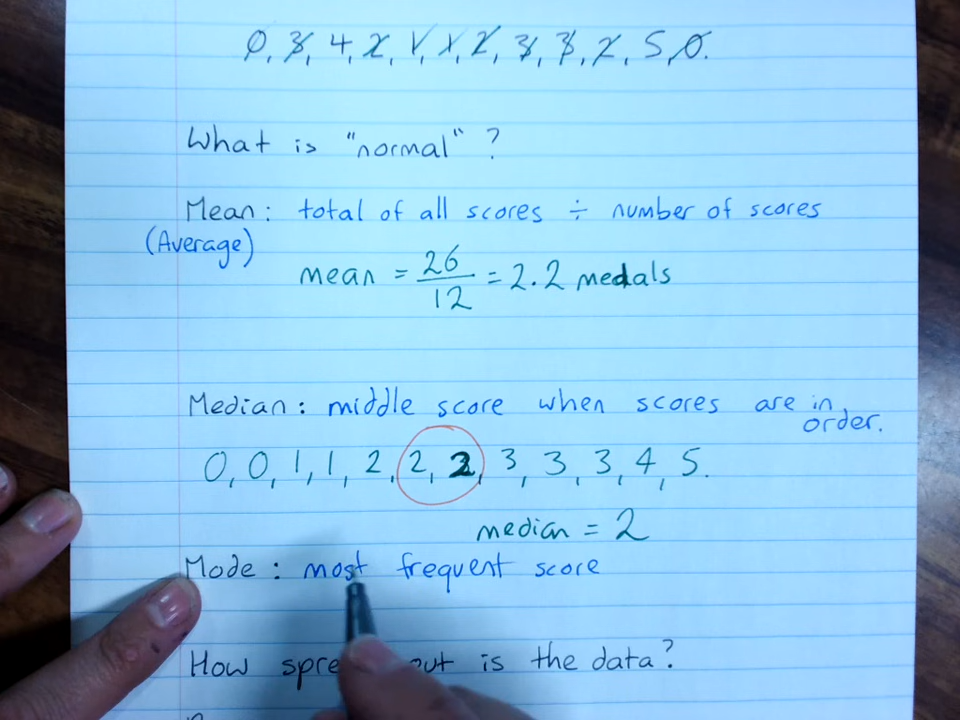 0, 3, 4, 2, 1, 1, 2, 3, 3, 2, 5, 0.
What is "normal" ?
Mean : total of all scores ÷ number of scores
(Average)
mean = 26/12 = 2.2 medals
Median : middle score when scores are in
order.
0, 0, 1, 1, 2, 2, 2, 3, 3, 3, 4, 5.
median = 2
Mode : most frequent score
How out is the data?